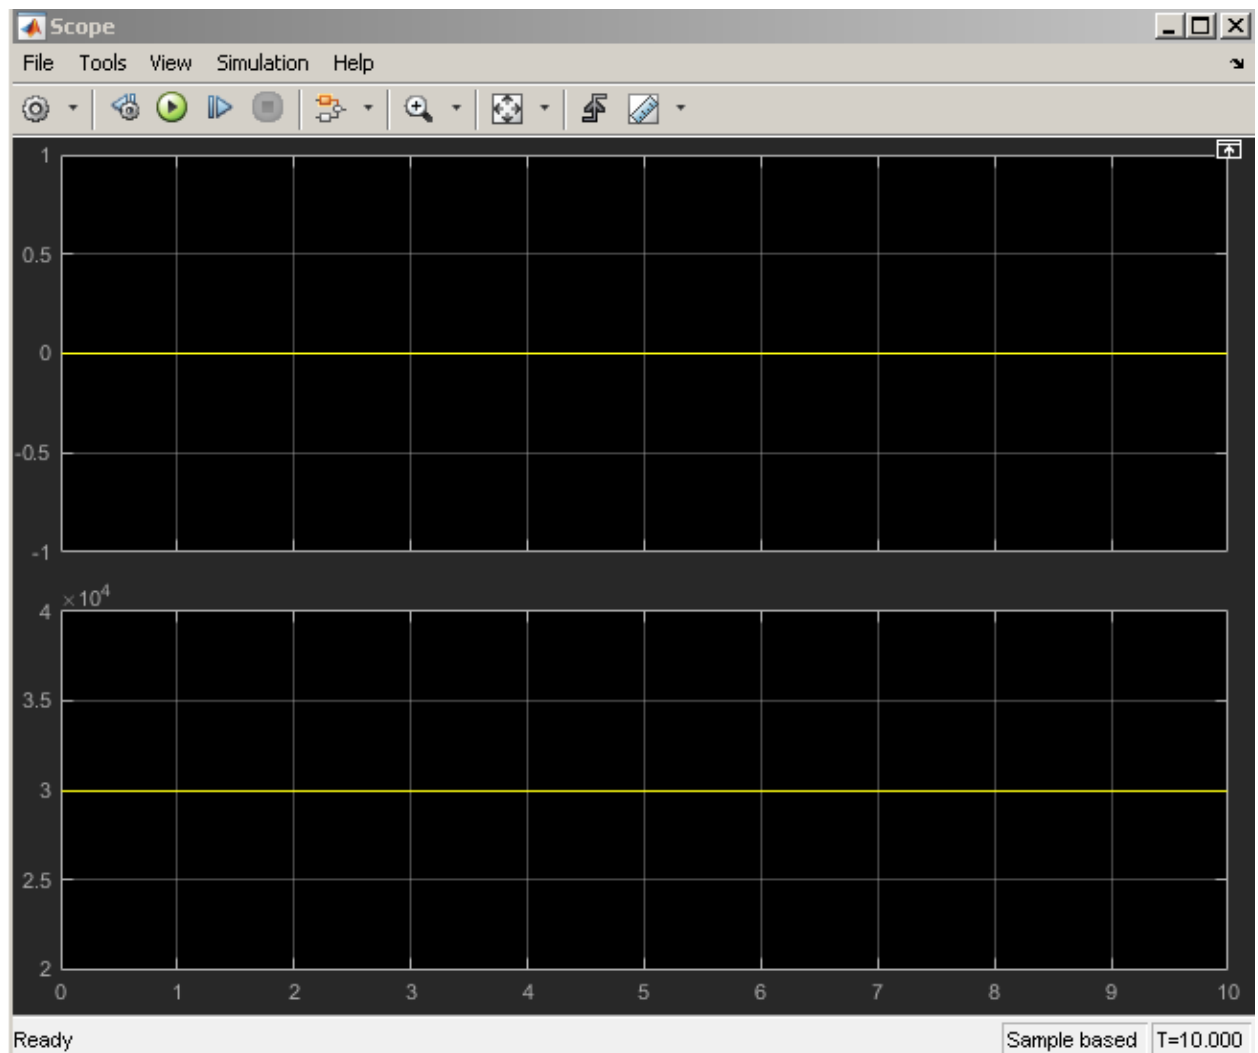 Scope
File Tools View Simulation Help
1
0.5
0
-0.5
-1
×10⁴
4
3.5
3
2.5
2
0 1 2 3 4 5 6 7 8 9 10
Ready Sample based T=10.000